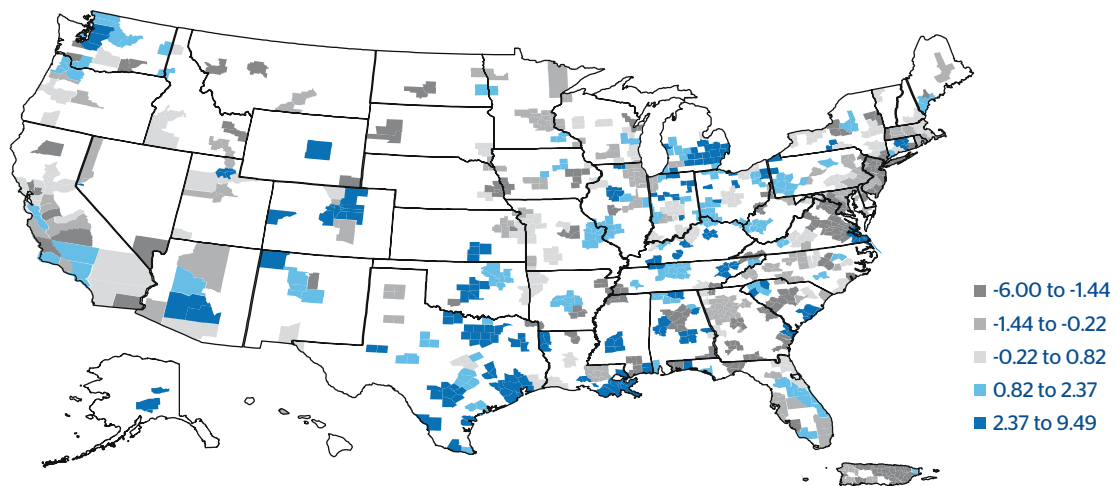 -6.00 to -1.44
-1.44 to -0.22
-0.22 to 0.82
0.82 to 2.37
2.37 to 9.49